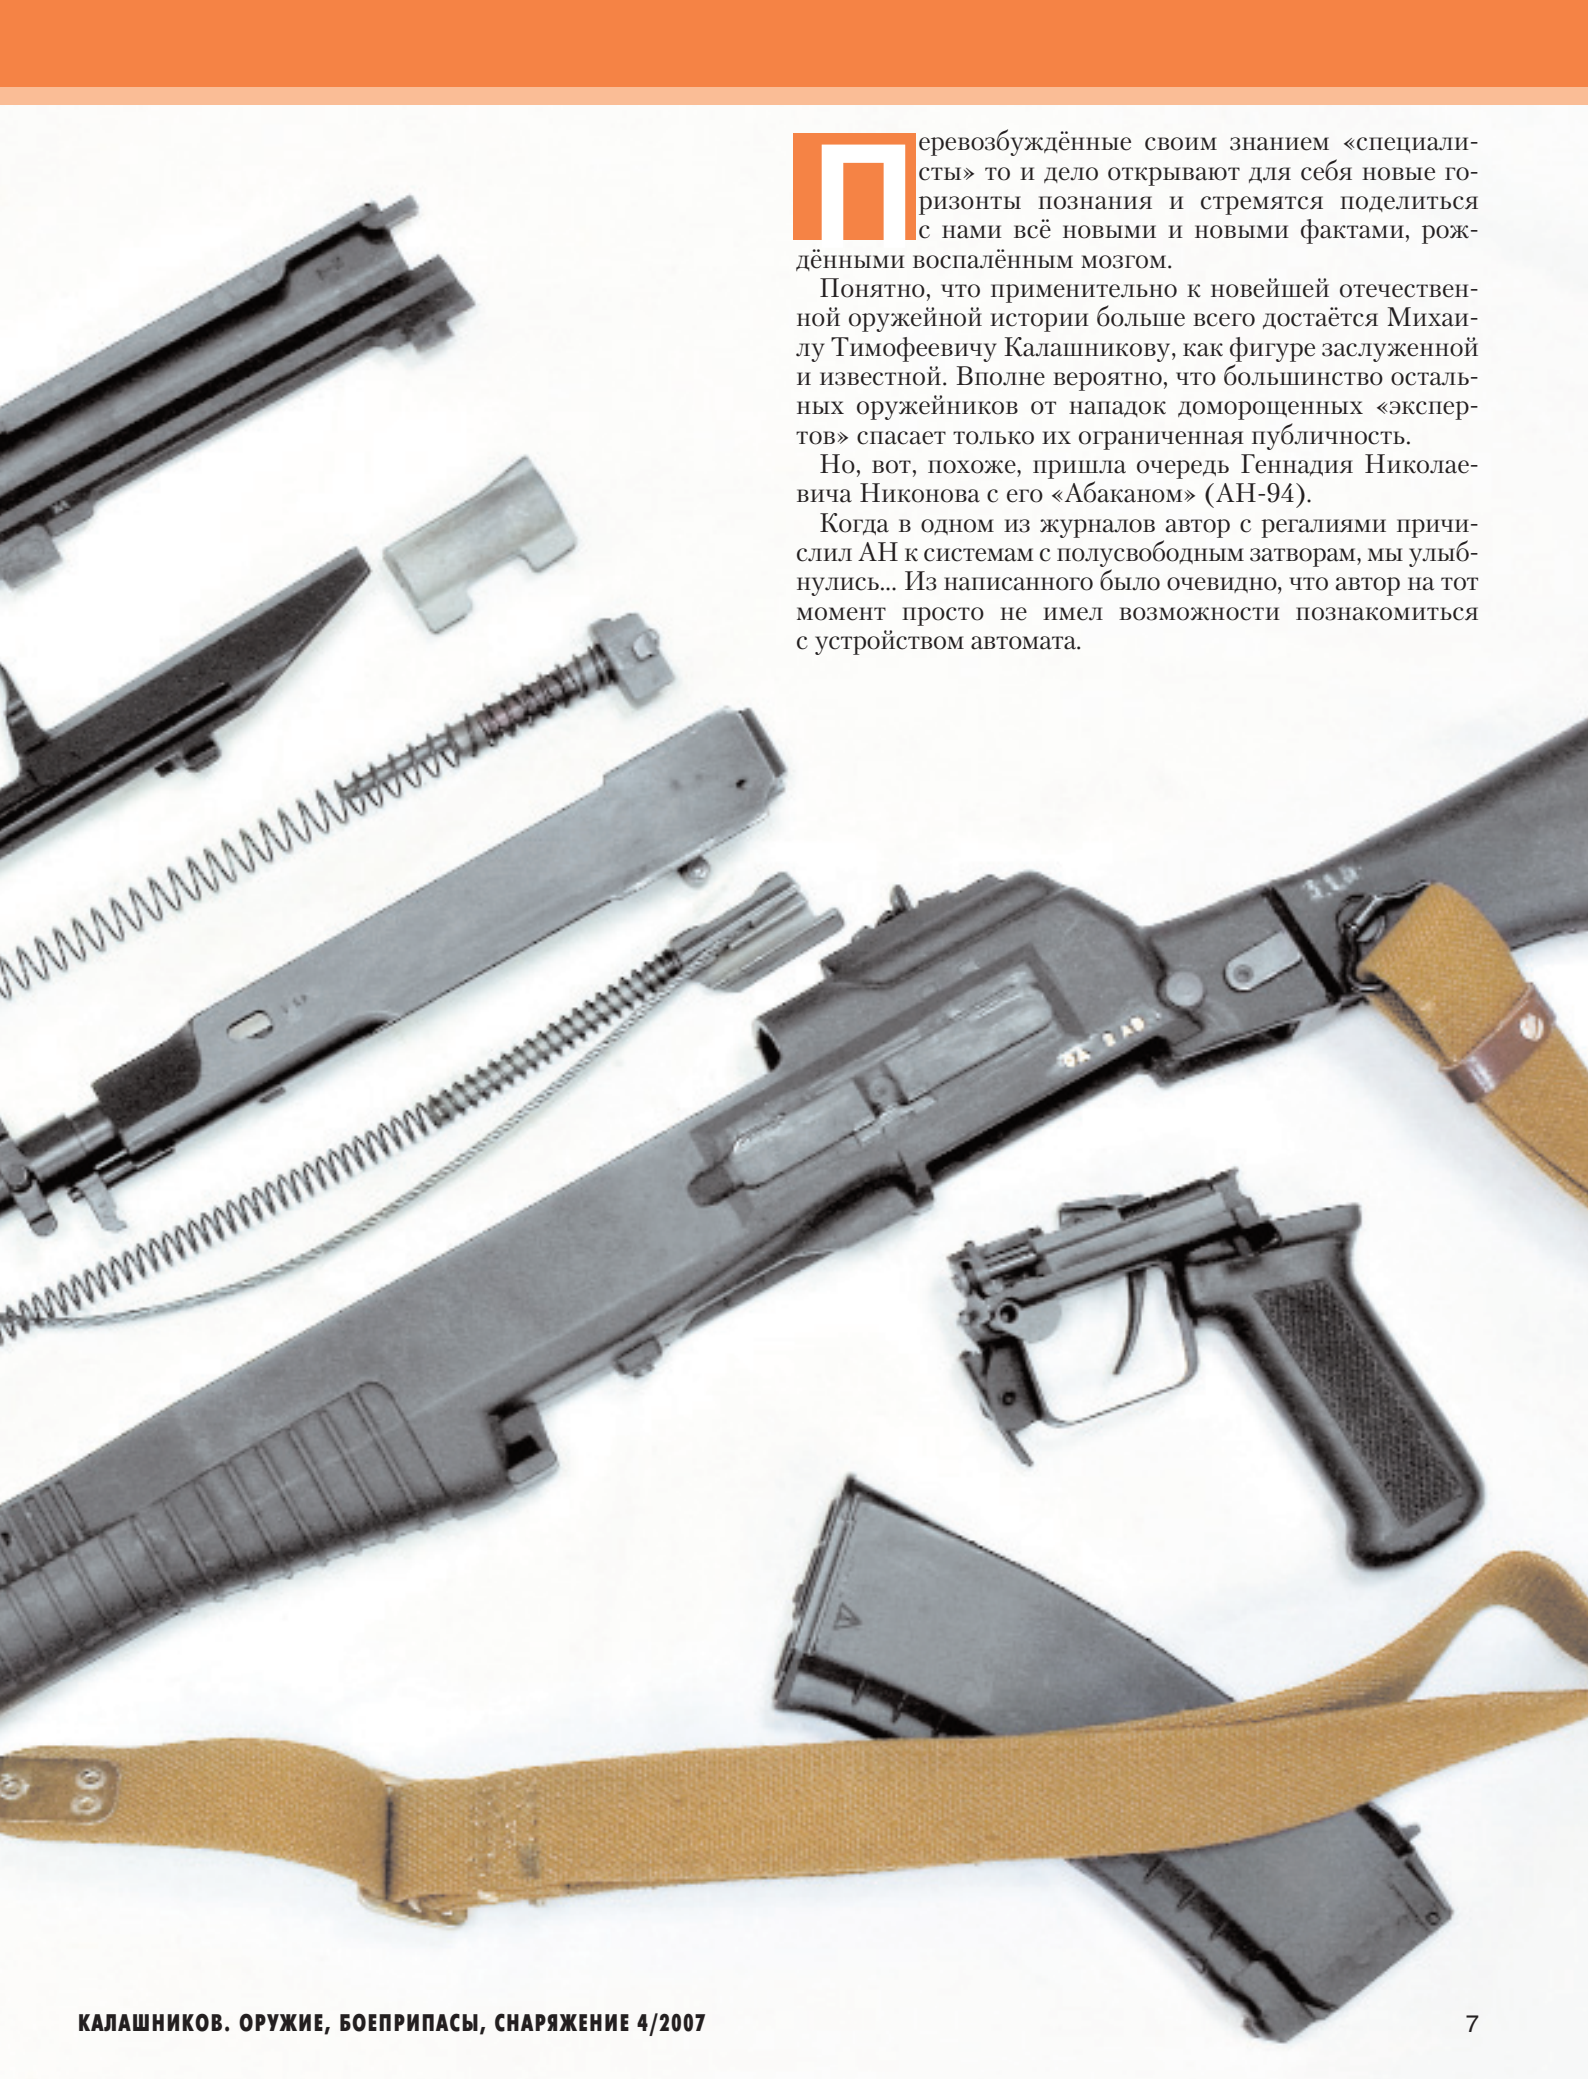 Перевозбуждённые своим знанием «специали-
сты» то и дело открывают для себя новые го-
ризонты познания и стремятся поделиться
с нами всё новыми и новыми фактами, рож-
дёнными воспалённым мозгом.
Понятно, что применительно к новейшей отечествен-
ной оружейной истории больше всего достаётся Михаи-
лу Тимофеевичу Калашникову, как фигуре заслуженной
и известной. Вполне вероятно, что большинство осталь-
ных оружейников от нападок доморощенных «экспер-
тов» спасает только их ограниченная публичность.
Но, вот, похоже, пришла очередь Геннадия Николае-
вича Никонова с его «Абаканом» (АН-94).
Когда в одном из журналов автор с регалиями причи-
слил АН к системам с полусвободным затворам, мы улыб-
нулись... Из написанного было очевидно, что автор на тот
момент просто не имел возможности познакомиться
с устройством автомата.
КАЛАШНИКОВ. ОРУЖИЕ, БОЕПРИПАСЫ, СНАРЯЖЕНИЕ 4/2007
7